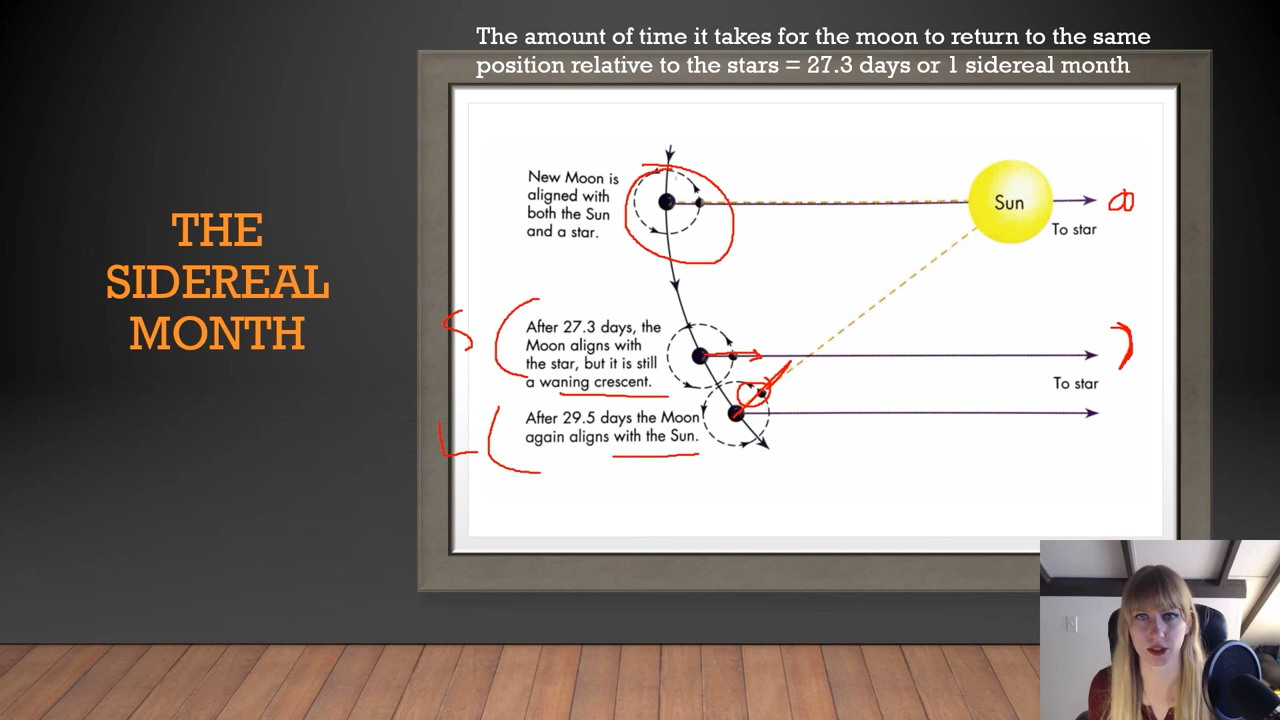 The amount of time it takes for the moon to return to the same
position relative to the stars = 27.3 days or 1 sidereal month
THE
SIDEREAL
MONTH
New Moon is
aligned with
both the Sun
and a star.
Sun
To star
S
After 27.3 days, the
Moon aligns with
the star, but it is still
a waning crescent.
To star
L
After 29.5 days the Moon
again aligns with the Sun.